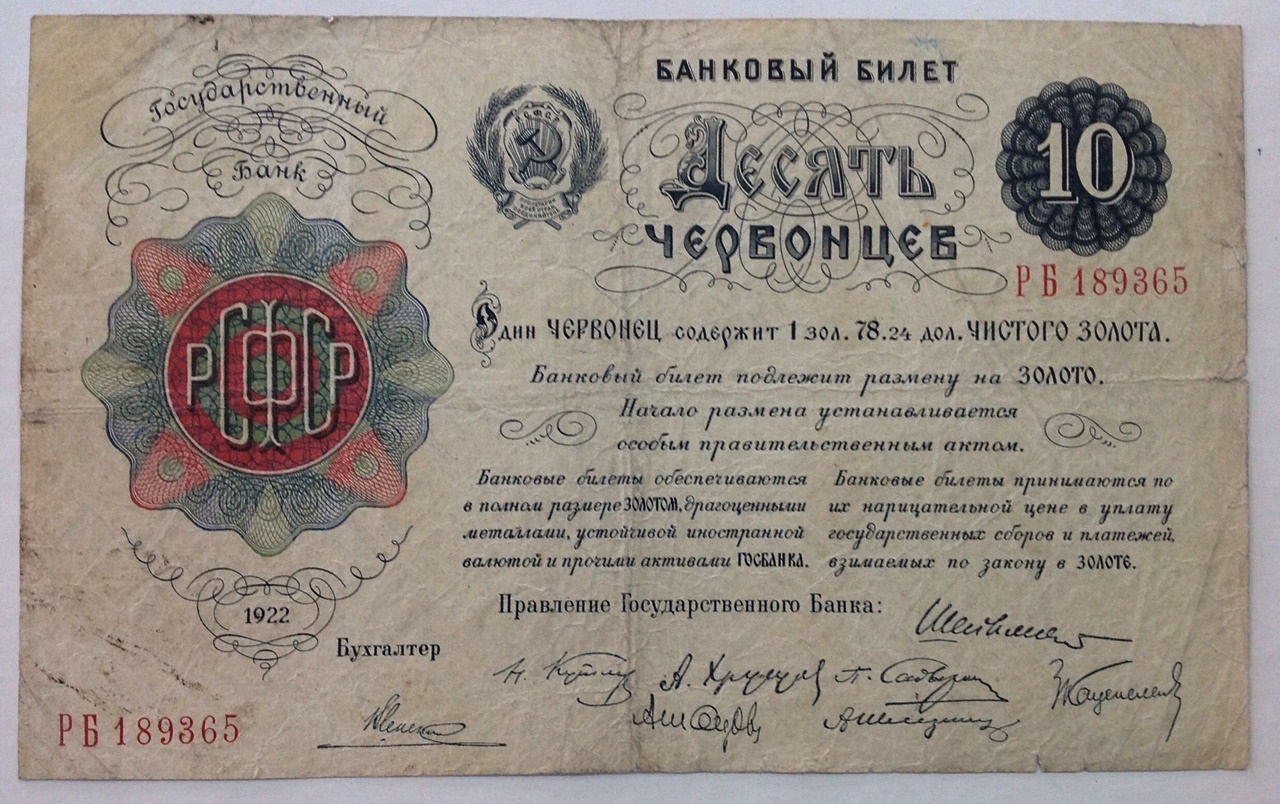 Государственный
Банк
БАНКОВЫЙ БИЛЕТ
Р.С.Ф.С.Р.
ДЕСЯТЬ
ЧЕРВОНЦЕВ
10
РБ 189365
РСФСР
Один ЧЕРВОНЕЦ содержит 1 зол. 78.24 дол. ЧИСТОГО ЗОЛОТА.
Банковый билет подлежит размену на ЗОЛОТО.
Начало размена устанавливается
особым правительственным актом.
Банковые билеты обеспечиваются
в полном размере ЗОЛОТОМ, драгоценными
металлами, устойчивой иностранной
валютой и прочими активами ГОСБАНКА.
Банковые билеты принимаются по
их нарицательной цене в уплату
государственных сборов и платежей,
взимаемых по закону в ЗОЛОТЕ.
1922
Правление Государственного Банка:
Бухгалтер
РБ 189365